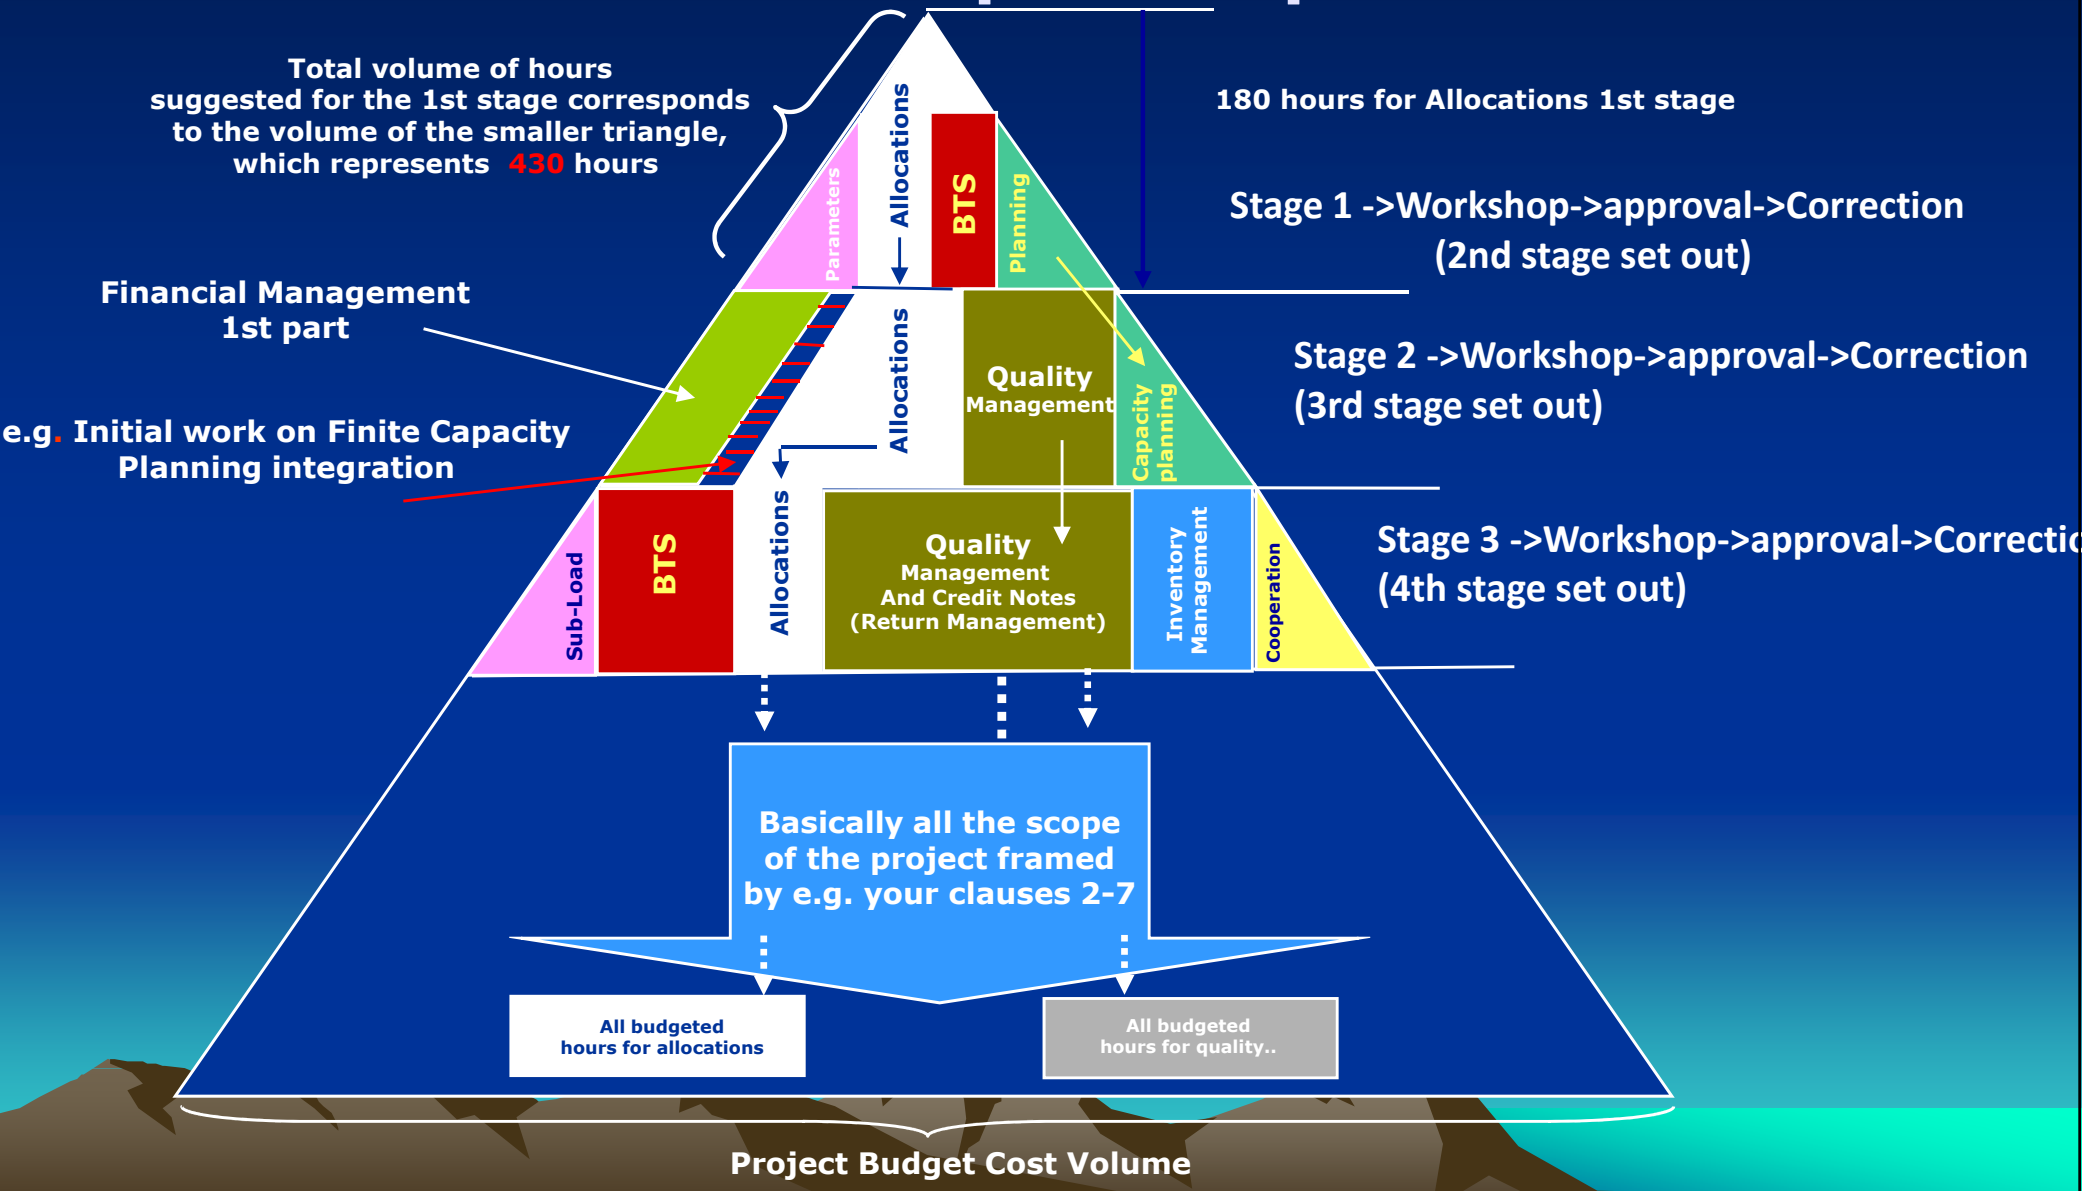 Total volume of hours
suggested for the 1st stage corresponds
to the volume of the smaller triangle,
which represents 430 hours
180 hours for Allocations 1st stage
Stage 1 ->Workshop->approval->Correction
(2nd stage set out)
Parameters
Allocations
BTS
Planning
Financial Management
1st part
Stage 2 ->Workshop->approval->Correction
(3rd stage set out)
Allocations
Quality
Management
Capacity
planning
e.g. Initial work on Finite Capacity
Planning integration
Stage 3 ->Workshop->approval->Correctio
(4th stage set out)
Sub-Load
BTS
Allocations
Quality
Management
And Credit Notes
(Return Management)
Inventory
Management
Cooperation
Basically all the scope
of the project framed
by e.g. your clauses 2-7
All budgeted
hours for allocations
All budgeted
hours for quality..
Project Budget Cost Volume